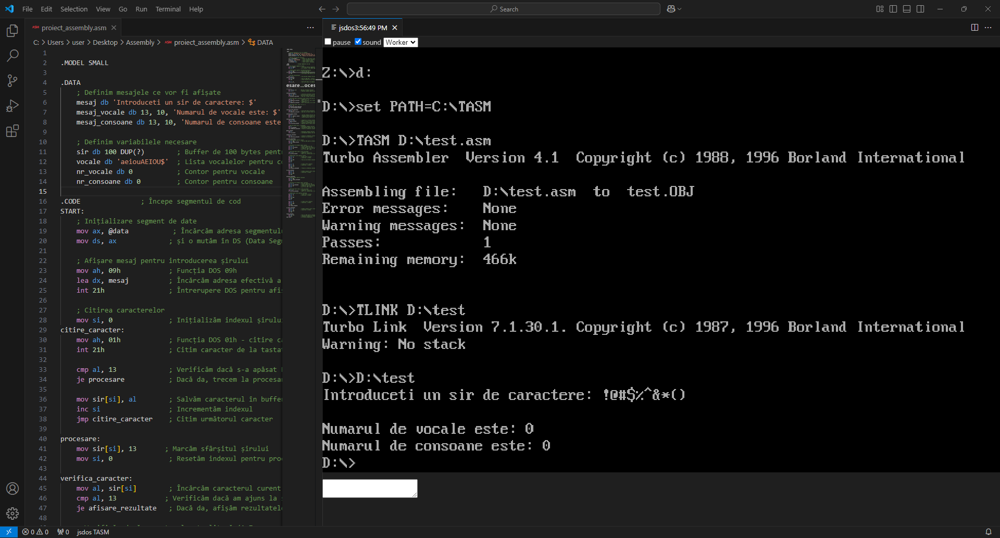 File Edit Selection View Go Run Terminal Help
Search
ASM proiect_assembly.asm
jsdos3:56:49 PM
C: > Users > user > Desktop > Assembly > ASM proiect_assembly.asm > DATA
pause sound Worker
1
2 .MODEL SMALL
3
4 .DATA
5 ; Definim mesajele ce vor fi afișate
6 mesaj db 'Introduceti un sir de caractere: $'
7 mesaj_vocale db 13, 10, 'Numarul de vocale este: $'
8 mesaj_consoane db 13, 10, 'Numarul de consoane este
9
10 ; Definim variabilele necesare
11 sir db 100 DUP(?) ; Buffer de 100 bytes
12 vocale db 'aeiouAEIOU$' ; Lista vocalelor pentru
13 nr_vocale db 0 ; Contor pentru vocale
14 nr_consoane db 0 ; Contor pentru consoane
15
16 .CODE ; Începe segmentul de cod
17 START:
18 ; Inițializare segment de date
19 mov ax, @data ; Încărcăm adresa
20 mov ds, ax ; și o mutăm în DS (Data
21
22 ; Afișare mesaj pentru introducerea șirului
23 mov ah, 09h ; Funcția DOS 09h
24 lea dx, mesaj ; Încărcăm adresa efectivă a
25 int 21h ; Întrerupere DOS pentru
26
27 ; Citirea caracterelor
28 mov si, 0 ; Inițializăm indexul
29 citire_caracter:
30 mov ah, 01h ; Funcția DOS 01h - citire
31 int 21h ; Citim caracter de la
32
33 cmp al, 13 ; Verificăm dacă s-a apăsat
34 je procesare ; Dacă da, trecem la
35
36 mov sir[si], al ; Salvăm caracterul în
37 inc si ; Incrementăm indexul
38 jmp citire_caracter ; Citim următorul caracter
39
40 procesare:
41 mov sir[si], 13 ; Marcăm sfârșitul șirului
42 mov si, 0 ; Resetăm indexul pentru
43
44 verifica_caracter:
45 mov al, sir[si] ; Încărcăm caracterul curent
46 cmp al, 13 ; Verificăm dacă am ajuns la
47 je afisare_rezultate ; Dacă da, afișăm
48
Z:\>d:
D:\>set PATH=C:\TASM
D:\>TASM D:\test.asm
Turbo Assembler Version 4.1 Copyright (c) 1988, 1996 Borland International
Assembling file: D:\test.asm to test.OBJ
Error messages: None
Warning messages: None
Passes: 1
Remaining memory: 466k
D:\>TLINK D:\test
Turbo Link Version 7.1.30.1. Copyright (c) 1987, 1996 Borland International
Warning: No stack
D:\>D:\test
Introduceti un sir de caractere: !@#$%^&*()
Numarul de vocale este: 0
Numarul de consoane este: 0
D:\>
0 0 0 jsdos TASM